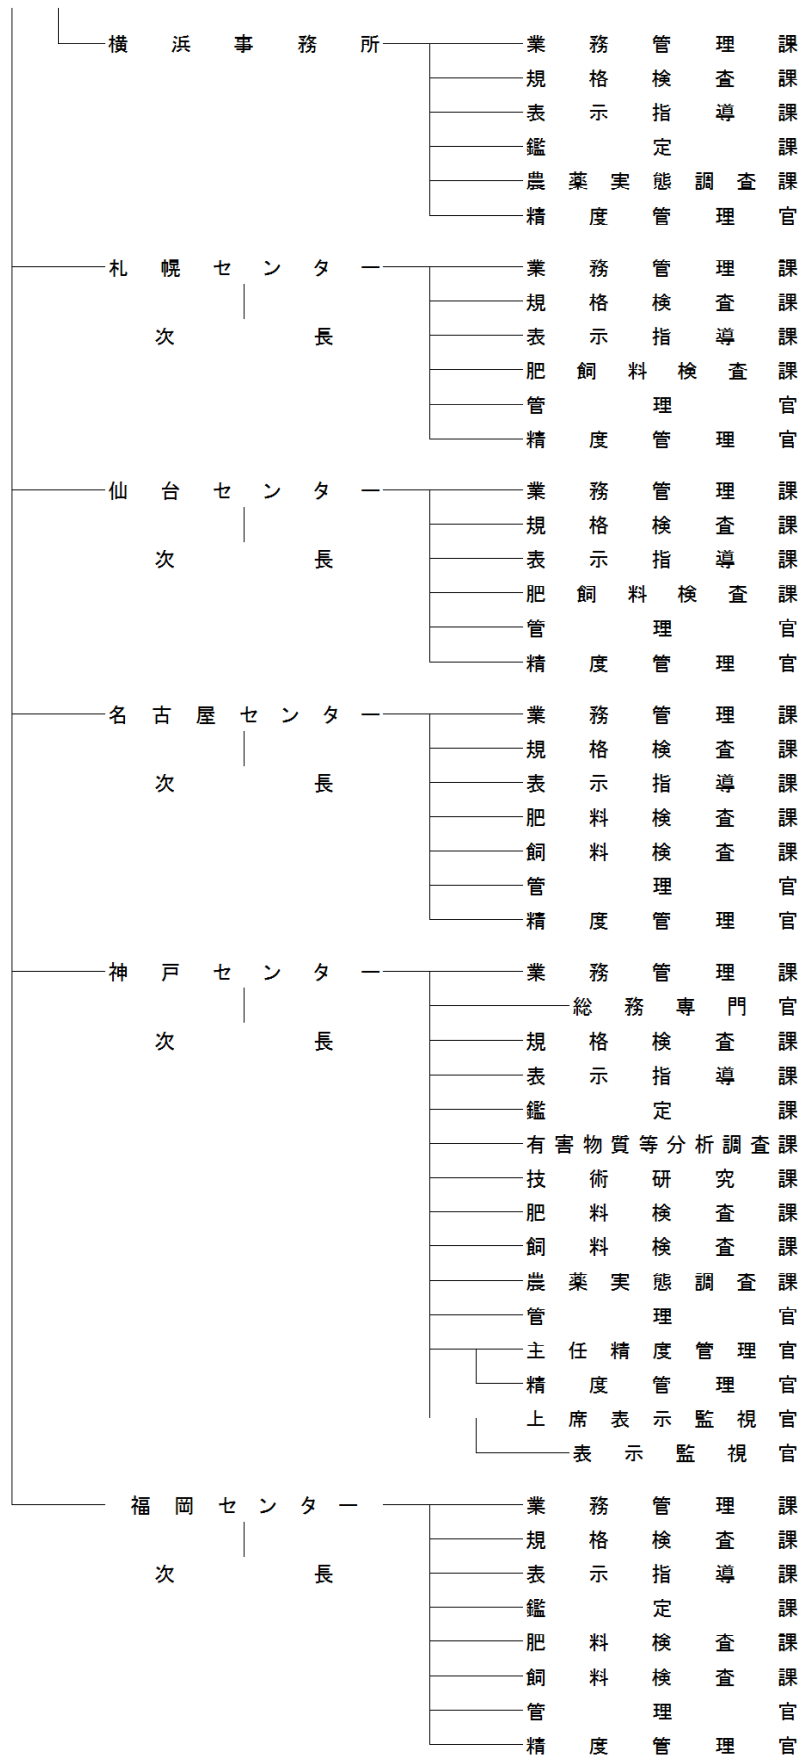 横浜事務所 業務管理課
規格検査課
表示指導課
鑑定課
農薬実態調査課
精度管理官
札幌センター 業務管理課
規格検査課
次長 表示指導課
肥飼料検査課
管理官
精度管理官
仙台センター 業務管理課
規格検査課
次長 表示指導課
肥飼料検査課
管理官
精度管理官
名古屋センター 業務管理課
規格検査課
次長 表示指導課
肥料検査課
飼料検査課
管理官
精度管理官
神戸センター 業務管理課
総務専門官
次長 規格検査課
表示指導課
鑑定課
有害物質等分析調査課
技術研究課
肥料検査課
飼料検査課
農薬実態調査課
管理官
主任精度管理官
精度管理官
上席表示監視官
表示監視官
福岡センター 業務管理課
規格検査課
次長 表示指導課
鑑定課
肥料検査課
飼料検査課
管理官
精度管理官